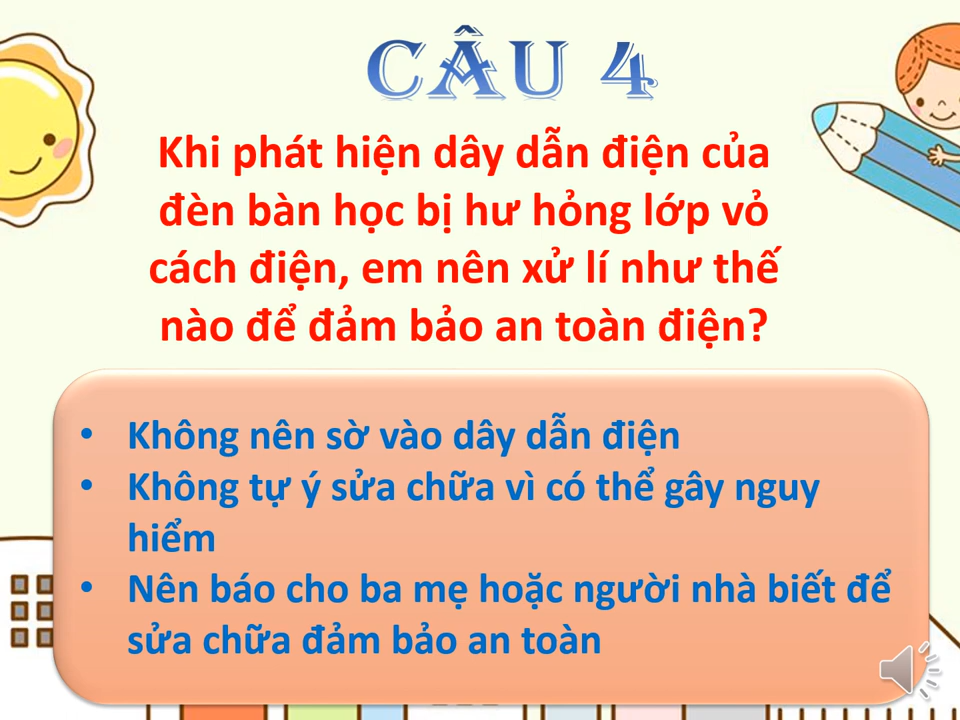 CÂU 4
Khi phát hiện dây dẫn điện của
đèn bàn học bị hư hỏng lớp vỏ
cách điện, em nên xử lí như thế
nào để đảm bảo an toàn điện?
• Không nên sờ vào dây dẫn điện
• Không tự ý sửa chữa vì có thể gây nguy
hiểm
• Nên báo cho ba mẹ hoặc người nhà biết để
sửa chữa đảm bảo an toàn